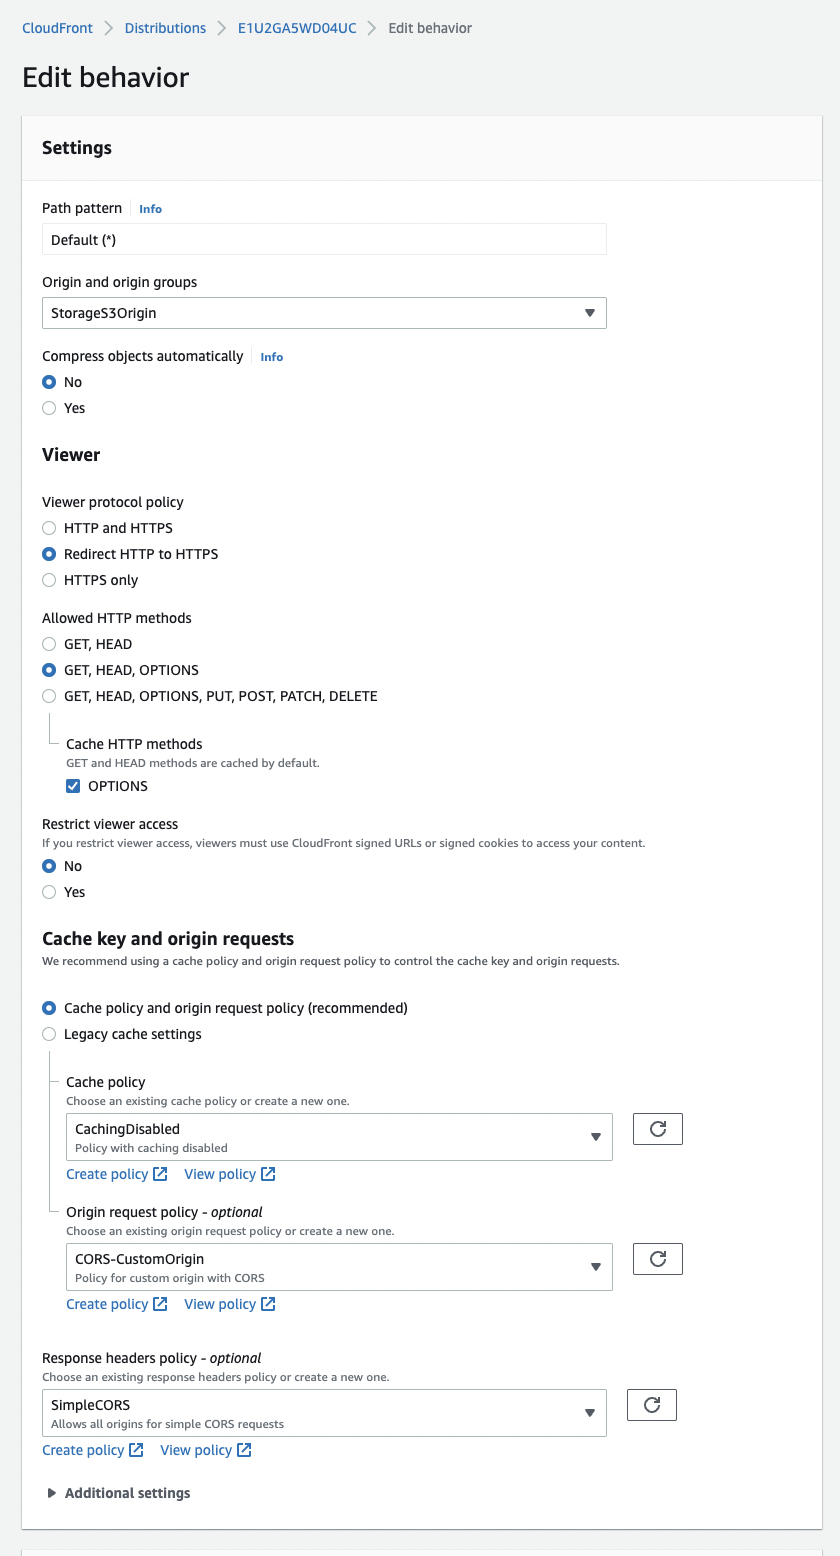 CloudFront > Distributions > E1U2GA5WD04UC > Edit behavior
Edit behavior
Settings
Path pattern Info
Default (*)
Origin and origin groups
StorageS3Origin
Compress objects automatically Info
No
Yes
Viewer
Viewer protocol policy
HTTP and HTTPS
Redirect HTTP to HTTPS
HTTPS only
Allowed HTTP methods
GET, HEAD
GET, HEAD, OPTIONS
GET, HEAD, OPTIONS, PUT, POST, PATCH, DELETE
Cache HTTP methods
GET and HEAD methods are cached by default.
OPTIONS
Restrict viewer access
If you restrict viewer access, viewers must use CloudFront signed URLs or signed cookies to access your content.
No
Yes
Cache key and origin requests
We recommend using a cache policy and origin request policy to control the cache key and origin requests.
Cache policy and origin request policy (recommended)
Legacy cache settings
Cache policy
Choose an existing cache policy or create a new one.
CachingDisabled
Policy with caching disabled
Create policy View policy
Origin request policy - optional
Choose an existing origin request policy or create a new one.
CORS-CustomOrigin
Policy for custom origin with CORS
Create policy View policy
Response headers policy - optional
Choose an existing response headers policy or create a new one.
SimpleCORS
Allows all origins for simple CORS requests
Create policy View policy
Additional settings